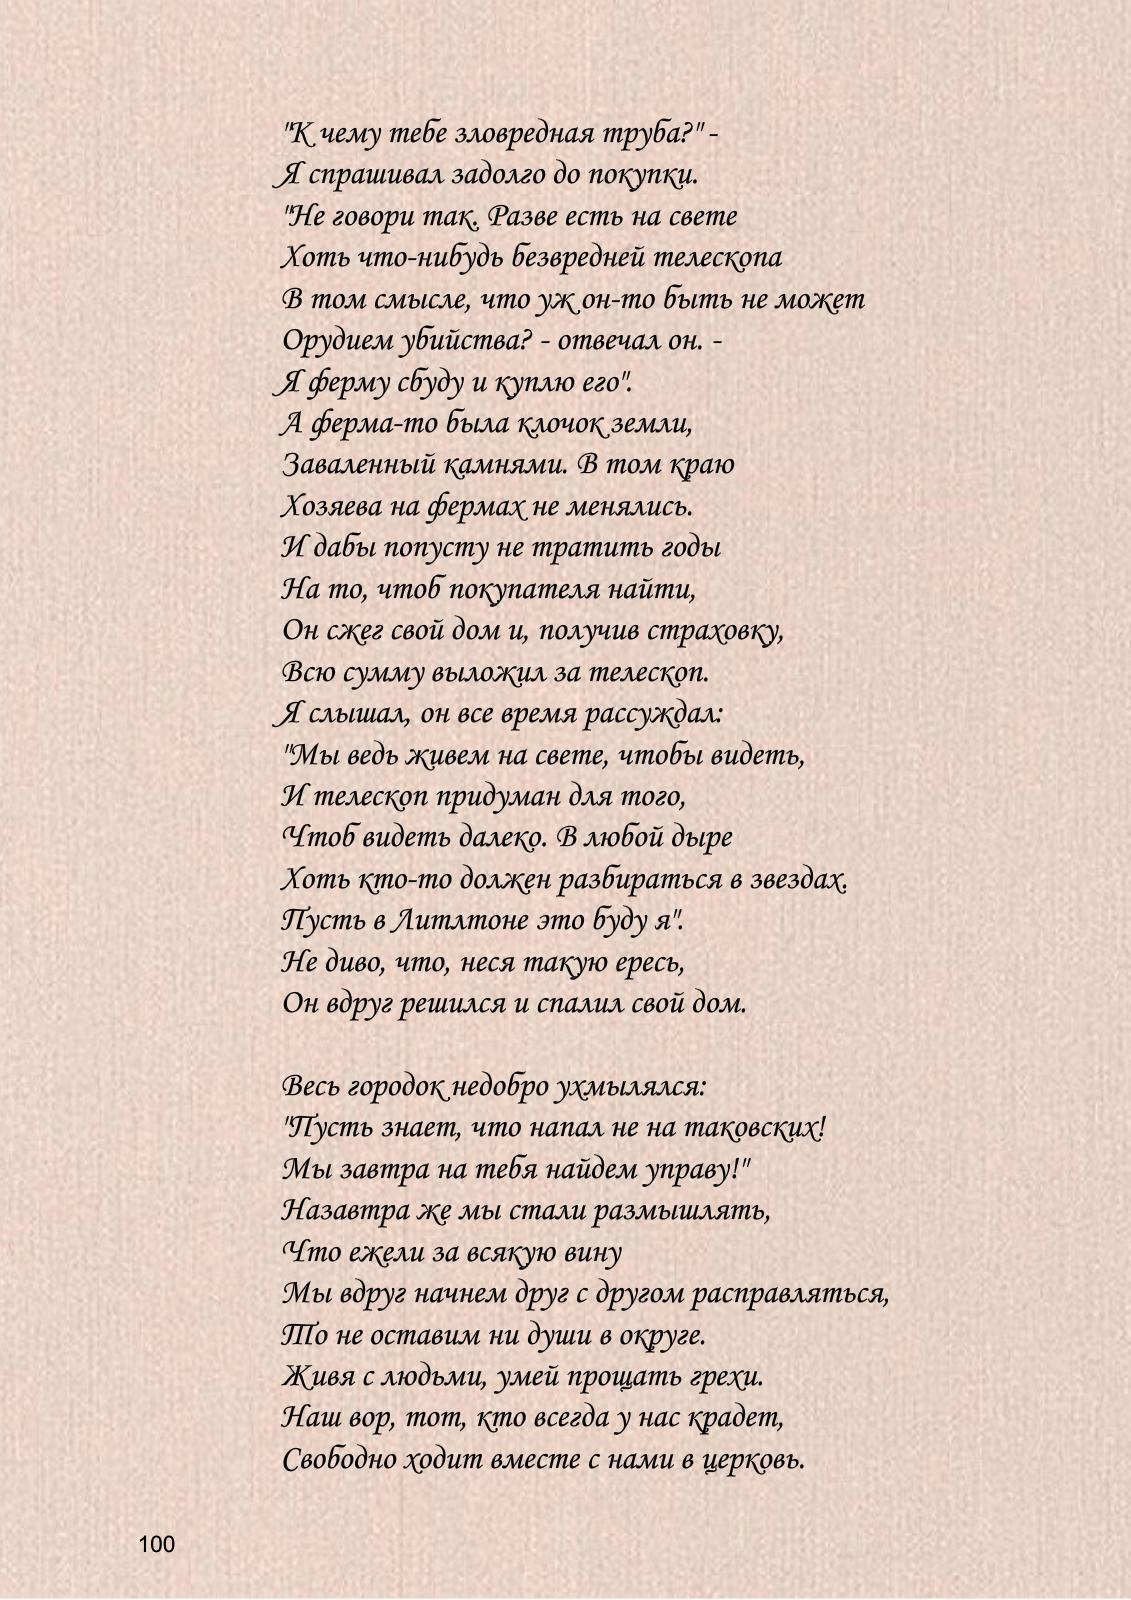 "К чему тебе зловредная труба?" -
Я спрашивал задолго до покупки.
"Не говори так. Разве есть на свете
Хоть что-нибудь безвредней телескопа
В том смысле, что уж он-то быть не может
Орудием убийства? - отвечал он. -
Я ферму сбуду и куплю его".
А ферма-то была клочок земли,
Заваленный камнями. В том краю
Хозяева на фермах не менялись.
И дабы попусту не тратить годы
На то, чтоб покупателя найти,
Он сжег свой дом и, получив страховку,
Всю сумму выложил за телескоп.
Я слышал, он все время рассуждал:
"Мы ведь живем на свете, чтобы видеть,
И телескоп придуман для того,
Чтоб видеть далеко. В любой дыре
Хоть кто-то должен разбираться в звездах.
Пусть в Литлтоне это буду я".
Не диво, что, неся такую ересь,
Он вдруг решился и спалил свой дом.

Весь городок недобро ухмылялся:
"Пусть знает, что напал не на таковских!
Мы завтра на тебя найдем управу!"
Назавтра же мы стали размышлять,
Что ежели за всякую вину
Мы вдруг начнем друг с другом расправляться,
То не оставим ни души в округе.
Живя с людьми, умей прощать грехи.
Наш вор, тот, кто всегда у нас крадет,
Свободно ходит вместе с нами в церковь.
100